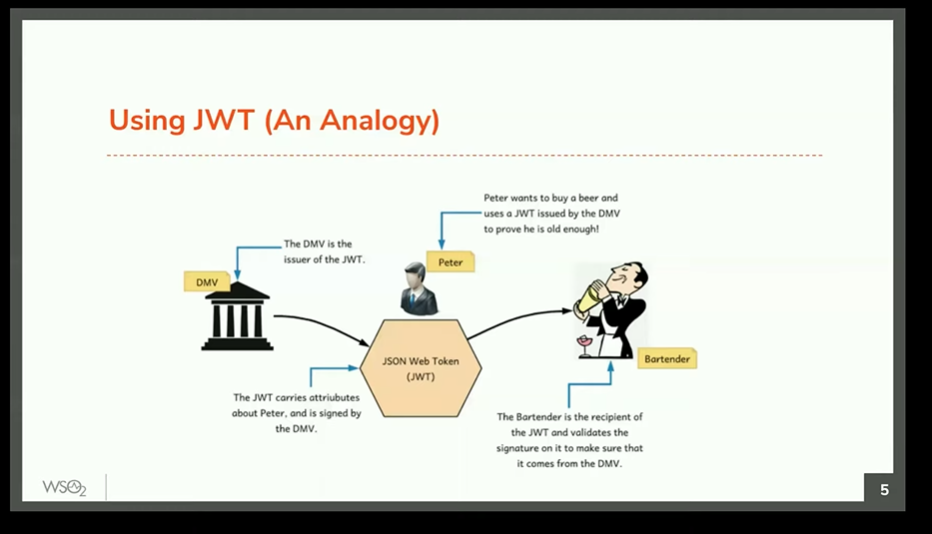 Using JWT (An Analogy)
Peter wants to buy a beer and
uses a JWT issued by the DMV
to prove he is old enough!
The DMV is the
issuer of the JWT.
Peter
DMV
JSON Web Token
(JWT)
Bartender
The JWT carries attriubutes
about Peter, and is signed by
the DMV.
The Bartender is the recipient of
the JWT and validates the
signature on it to make sure that
it comes from the DMV.
WSO2
5